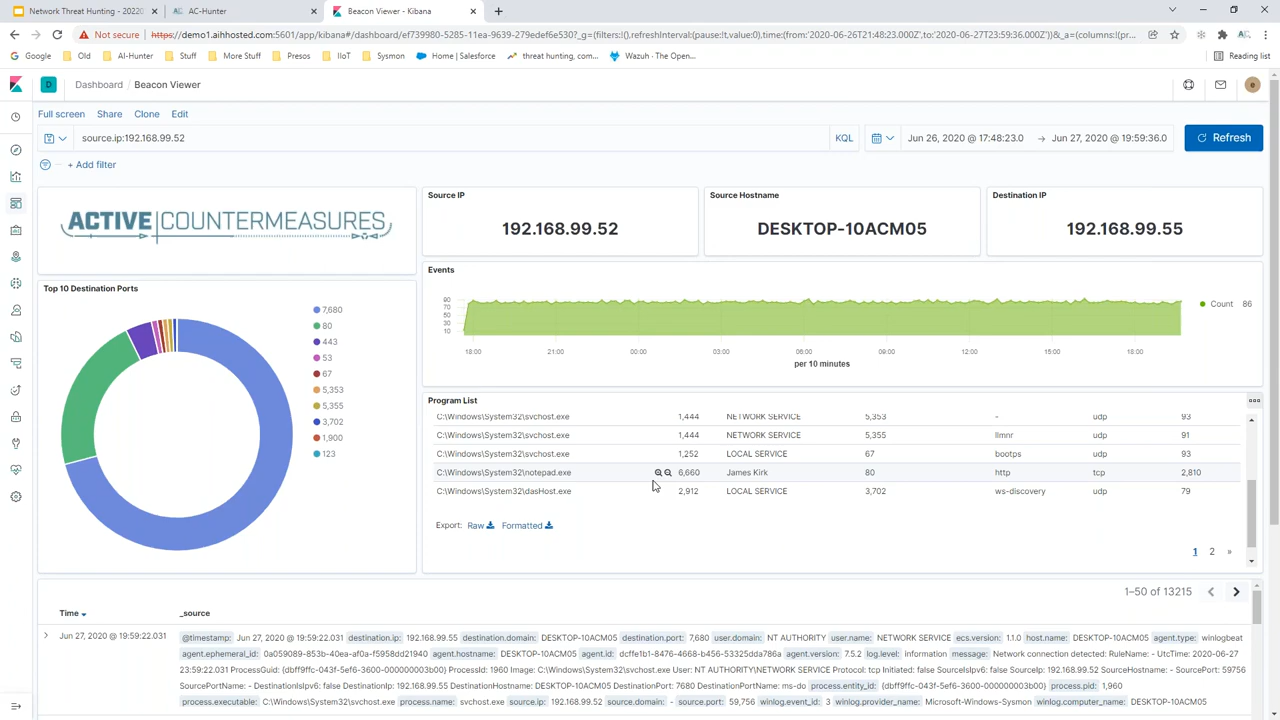 Network Threat Hunting - 20220
AC-Hunter
Beacon Viewer - Kibana
Not secure
https://demo1.aihhosted.com:5601/app/kibana#/dashboard/ef739980-5285-11ea-9639-279edef6e530?_g=(filters:!(),refreshInterval:(pause:!t,value:0),time:(from:'2020-06-26T21:48:23.000Z',to:'2020-06-27T23:59:36.000Z'))&_a=(columns:!(pr...
Google
Old
AI-Hunter
Stuff
More Stuff
Presos
IIoT
Sysmon
Home | Salesforce
threat hunting, com...
Wazuh - The Open...
Reading list
D
Dashboard
Beacon Viewer
e
Full screen Share Clone Edit
source.ip:192.168.99.52
KQL
Jun 26, 2020 @ 17:48:23.0 → Jun 27, 2020 @ 19:59:36.0
Refresh
+ Add filter
ACTIVE COUNTERMEASURES
Source IP
192.168.99.52
Source Hostname
DESKTOP-10ACM05
Destination IP
192.168.99.55
Top 10 Destination Ports
7,680
80
443
53
67
5,353
5,355
3,702
1,900
123
Events
90
50
30
10
18:00 21:00 00:00 03:00 06:00 09:00 12:00 15:00 18:00
per 10 minutes
Count 86
Program List
C:\Windows\System32\svchost.exe 1,444 NETWORK SERVICE 5,353 - udp 93
C:\Windows\System32\svchost.exe 1,444 NETWORK SERVICE 5,355 llmnr udp 91
C:\Windows\System32\svchost.exe 1,252 LOCAL SERVICE 67 bootps udp 93
C:\Windows\System32\notepad.exe 6,660 James Kirk 80 http tcp 2,810
C:\Windows\System32\dasHost.exe 2,912 LOCAL SERVICE 3,702 ws-discovery udp 79
Export: Raw Formatted
1 2 »
1–50 of 13215
Time _source
Jun 27, 2020 @ 19:59:22.031 @timestamp: Jun 27, 2020 @ 19:59:22.031 destination.ip: 192.168.99.55 destination.domain: DESKTOP-10ACM05 destination.port: 7,680 user.domain: NT AUTHORITY user.name: NETWORK SERVICE ecs.version: 1.1.0 host.name: DESKTOP-10ACM05 agent.type: winlogbeat
agent.ephemeral_id: 0a059089-853b-40ea-af0a-f5958dd21940 agent.hostname: DESKTOP-10ACM05 agent.id: dcffe1b1-8476-4668-b456-53325dda786a agent.version: 7.5.2 log.level: information message: Network connection detected: RuleName: - UtcTime: 2020-06-27
23:59:22.031 ProcessGuid: {dbff9ffc-043f-5ef6-3600-000000003b00} ProcessId: 1960 Image: C:\Windows\System32\svchost.exe User: NT AUTHORITY\NETWORK SERVICE Protocol: tcp Initiated: false SourceIsIpv6: false SourceIp: 192.168.99.52 SourceHostname: - SourcePort: 59756
SourcePortName: - DestinationIsIpv6: false DestinationIp: 192.168.99.55 DestinationHostname: DESKTOP-10ACM05 DestinationPort: 7680 DestinationPortName: ms-do process.entity_id: {dbff9ffc-043f-5ef6-3600-000000003b00} process.pid: 1,960
process.executable: C:\Windows\System32\svchost.exe process.name: svchost.exe source.ip: 192.168.99.52 source.domain: - source.port: 59,756 winlog.event_id: 3 winlog.provider_name: Microsoft-Windows-Sysmon winlog.computer_name: DESKTOP-10ACM05